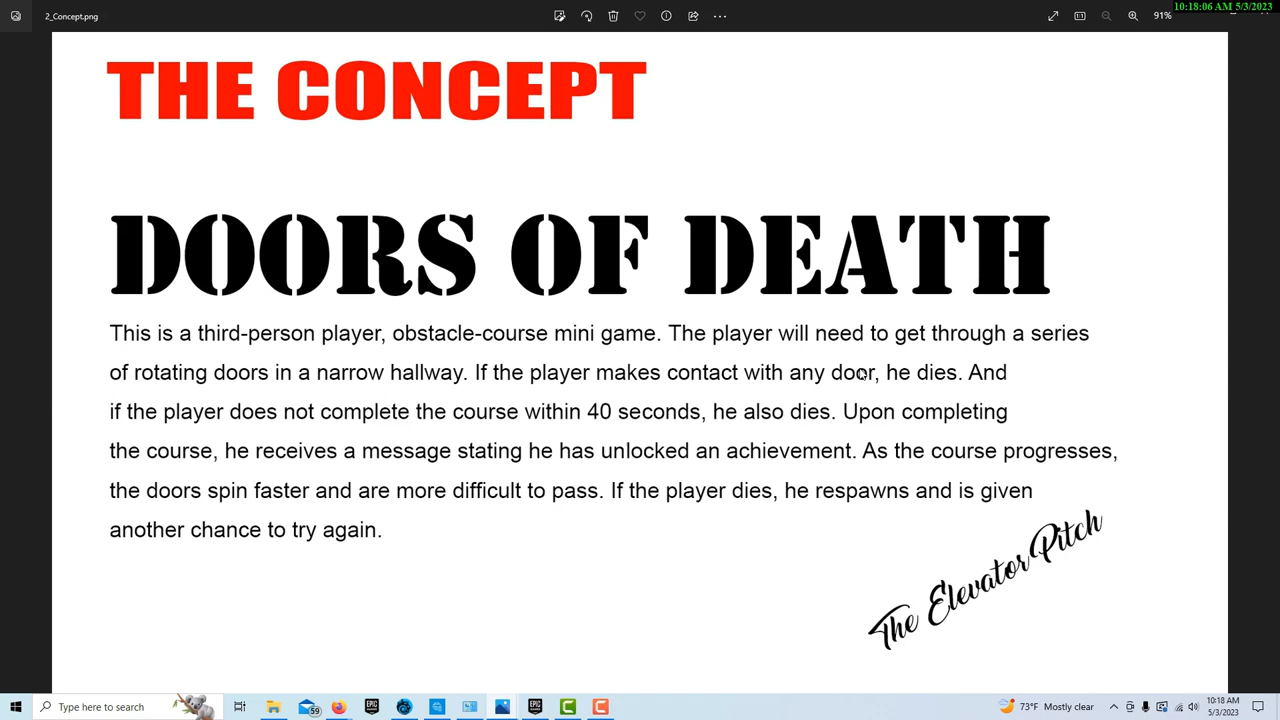 2_Concept.png
91%
10:18:06 AM 5/3/2023
THE CONCEPT
DOORS OF DEATH
This is a third-person player, obstacle-course mini game. The player will need to get through a series
of rotating doors in a narrow hallway. If the player makes contact with any door, he dies. And
if the player does not complete the course within 40 seconds, he also dies. Upon completing
the course, he receives a message stating he has unlocked an achievement. As the course progresses,
the doors spin faster and are more difficult to pass. If the player dies, he respawns and is given
another chance to try again.
The Elevator Pitch
Type here to search
59
EPIC
EPIC
73°F Mostly clear
10:18 AM
5/3/2023